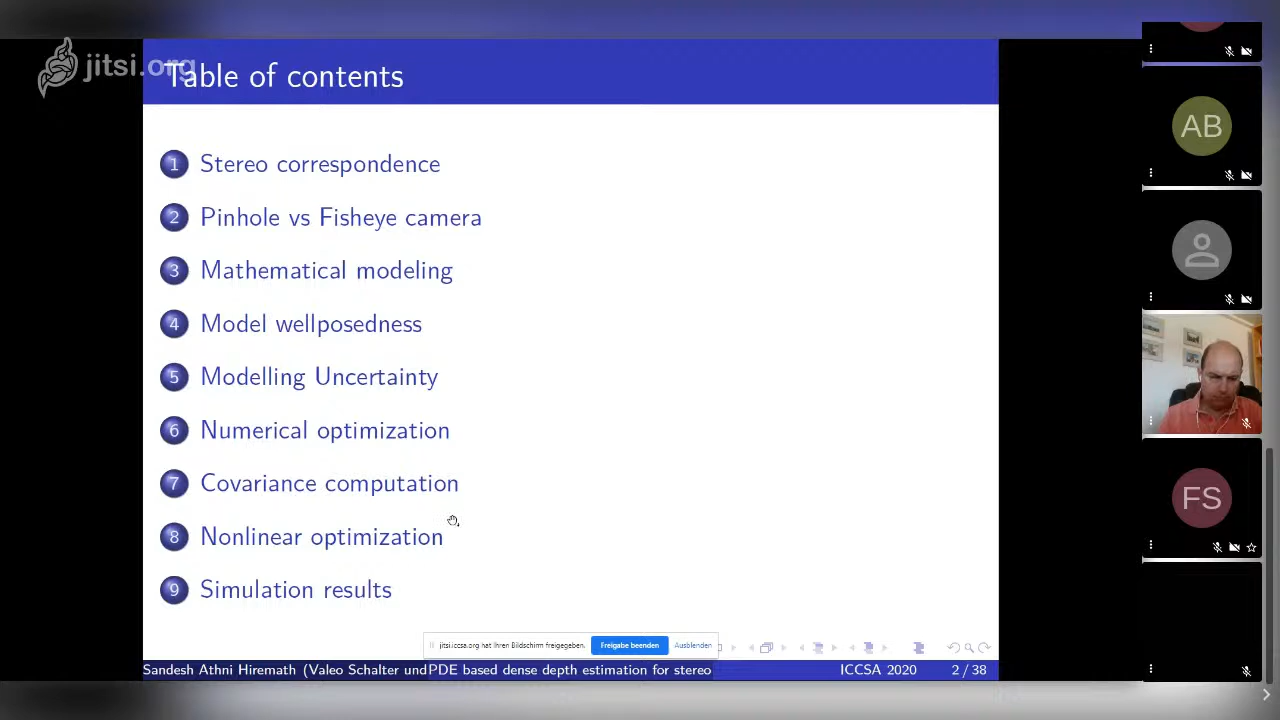 jitsi.org
Table of contents
1 Stereo correspondence
2 Pinhole vs Fisheye camera
3 Mathematical modeling
4 Model wellposedness
5 Modelling Uncertainty
6 Numerical optimization
7 Covariance computation
8 Nonlinear optimization
9 Simulation results
jitsi.iccsa.org hat Ihren Bildschirm freigegeben. Freigabe beenden Ausblenden
Sandesh Athni Hiremath (Valeo Schalter und PDE based dense depth estimation for stereo ICCSA 2020 2 / 38
AB
FS